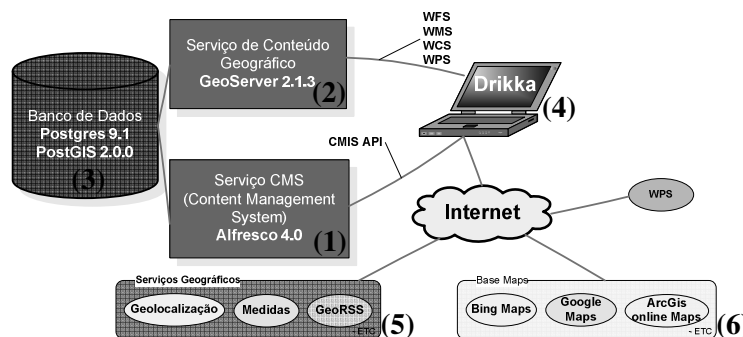 WFS
WMS
WCS
WPS
Serviço de Conteúdo
Geográfico
GeoServer 2.1.3
(2)
Drikka
(4)
Banco de Dados
Postgres 9.1
PostGIS 2.0.0
(3)
CMIS API
Serviço CMS
(Content Management
System)
Alfresco 4.0
(1)
Internet
WPS
Serviços Geográficos
Geolocalização
Medidas
GeoRSS
- ETC
(5)
Base Maps
Bing Maps
Google
Maps
ArcGis
online Maps
- ETC
(6)